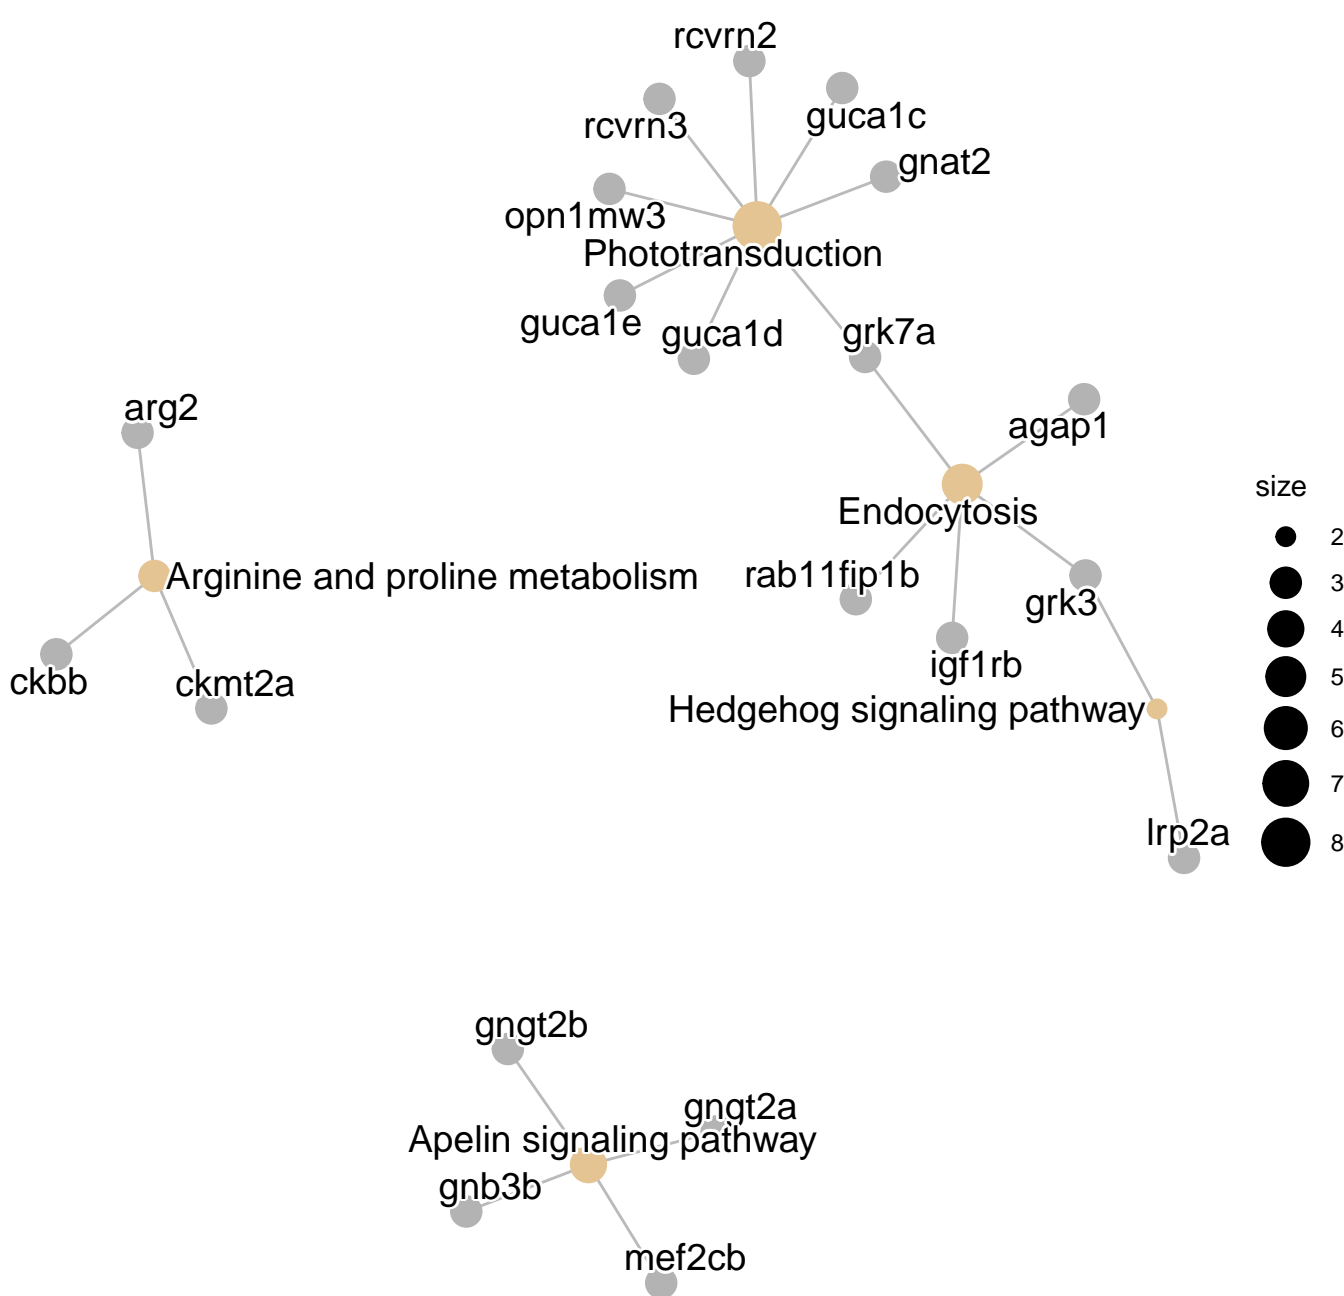 rcvrn2
rcvrn3
guca1c
gnat2
opn1mw3
Phototransduction
guca1e
guca1d
grk7a
arg2
agap1
Endocytosis
Arginine and proline metabolism
rab11fip1b
grk3
igf1rb
ckbb
ckmt2a
Hedgehog signaling pathway
lrp2a
size
2
3
4
5
6
7
8
gngt2b
gngt2a
Apelin signaling pathway
gnb3b
mef2cb